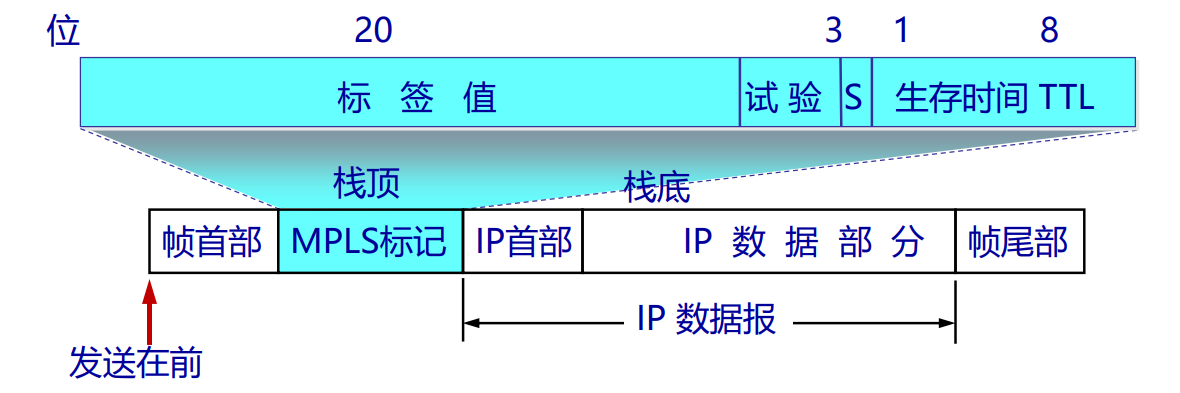 位 20 3 1 8
标 签 值 试 验 S 生存时间 TTL
栈顶 栈底
帧首部 MPLS标记 IP首部 IP 数 据 部 分 帧尾部
IP 数据报
发送在前